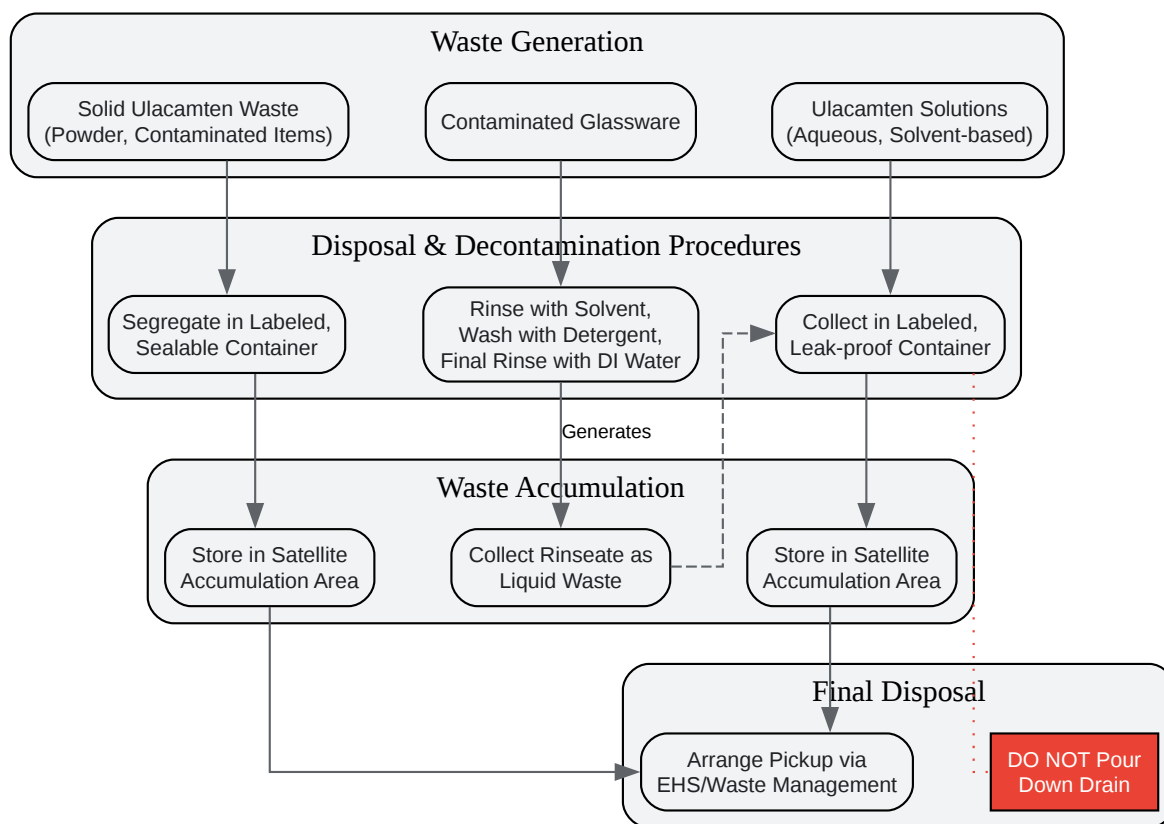 Waste Generation
Solid Ulacamten Waste
(Powder, Contaminated Items)
Contaminated Glassware
Ulacamten Solutions
(Aqueous, Solvent-based)
Disposal & Decontamination Procedures
Segregate in Labeled,
Sealable Container
Rinse with Solvent,
Wash with Detergent,
Final Rinse with DI Water
Collect in Labeled,
Leak-proof Container
Generates
Waste Accumulation
Store in Satellite
Accumulation Area
Collect Rinseate as
Liquid Waste
Store in Satellite
Accumulation Area
Final Disposal
Arrange Pickup via
EHS/Waste Management
DO NOT Pour
Down Drain